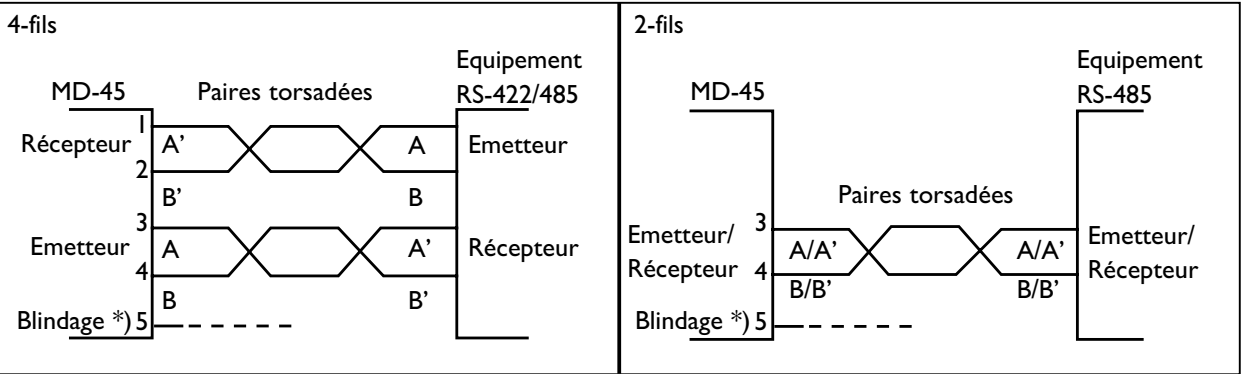 4-fils
Equipement
MD-45 Paires torsadées RS-422/485
1
Récepteur A' A Emetteur
2
B' B
3
Emetteur A A' Récepteur
4
B B'
Blindage *) 5
2-fils
Equipement
MD-45 RS-485
Paires torsadées
3
Emetteur/ A/A' A/A' Emetteur/
Récepteur 4 Récepteur
B/B' B/B'
Blindage *) 5